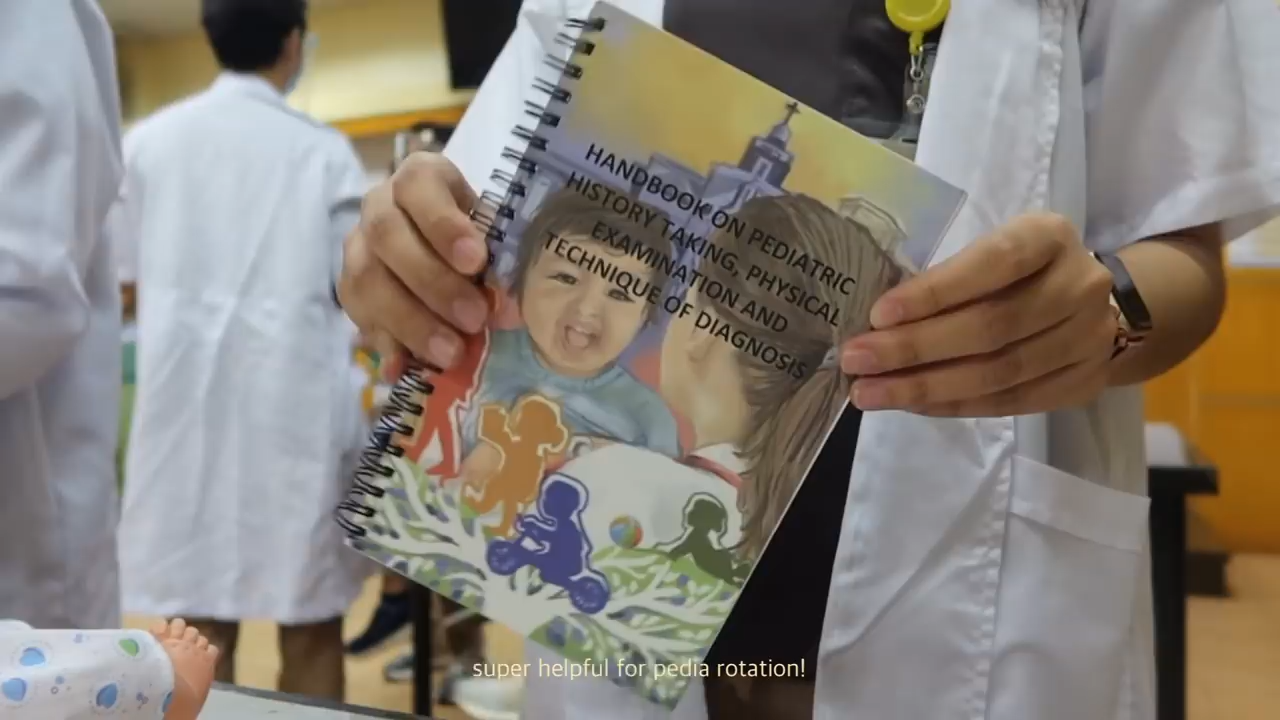 HANDBOOK ON PEDIATRIC
HISTORY TAKING, PHYSICAL
EXAMINATION AND
TECHNIQUE OF DIAGNOSIS
super helpful for pedia rotation!